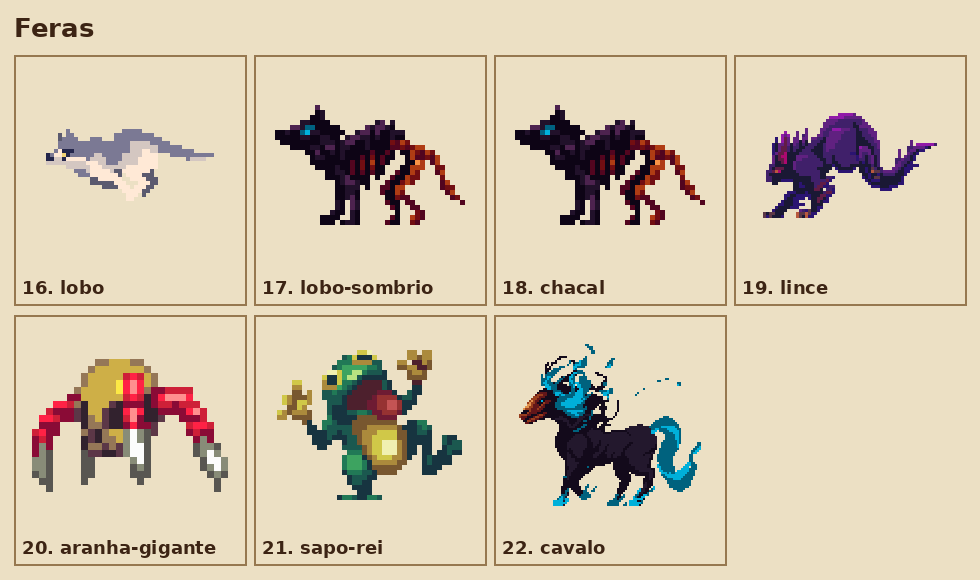 Feras
16. lobo
17. lobo-sombrio
18. chacal
19. lince
20. aranha-gigante
21. sapo-rei
22. cavalo